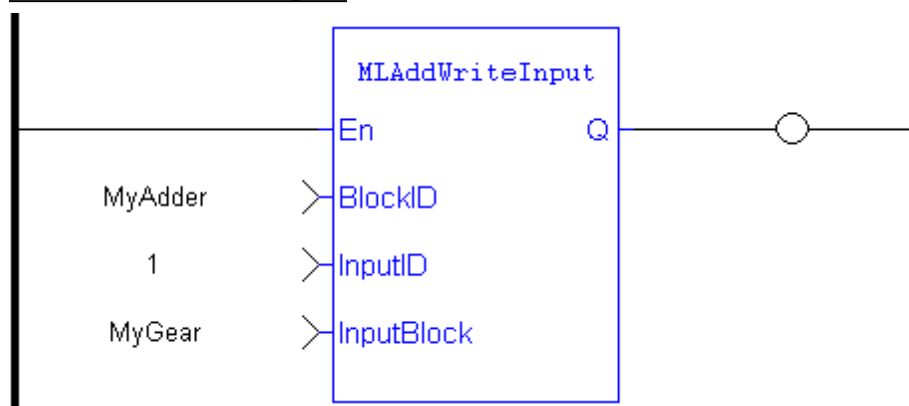 MLAddWriteInput
En Q
MyAdder BlockID
1 InputID
MyGear InputBlock